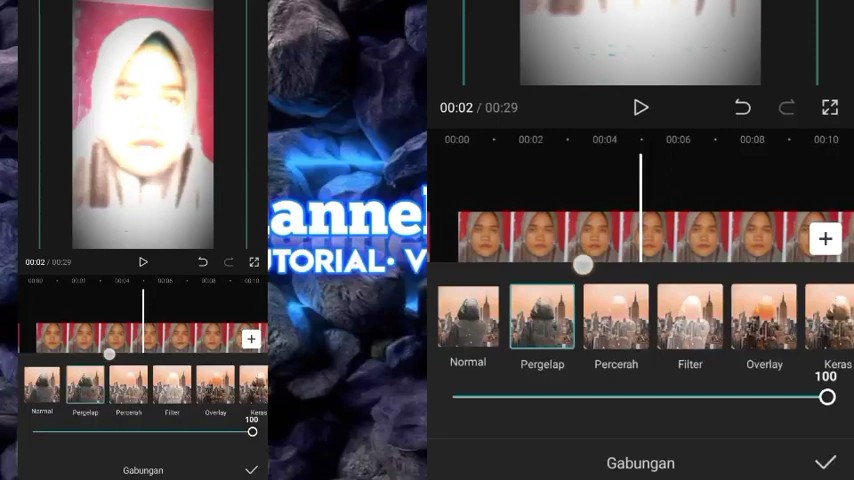 00:02 / 00:29
00:00 00:02 00:04 00:06 00:08 00:10
Normal Pergelap Percerah Filter Overlay Keras
100
Gabungan
annel
UTORIAL· V
00:02 / 00:29
00:00 00:02 00:04 00:06 00:08 00:10
Normal Pergelap Percerah Filter Overlay Keras
100
Gabungan